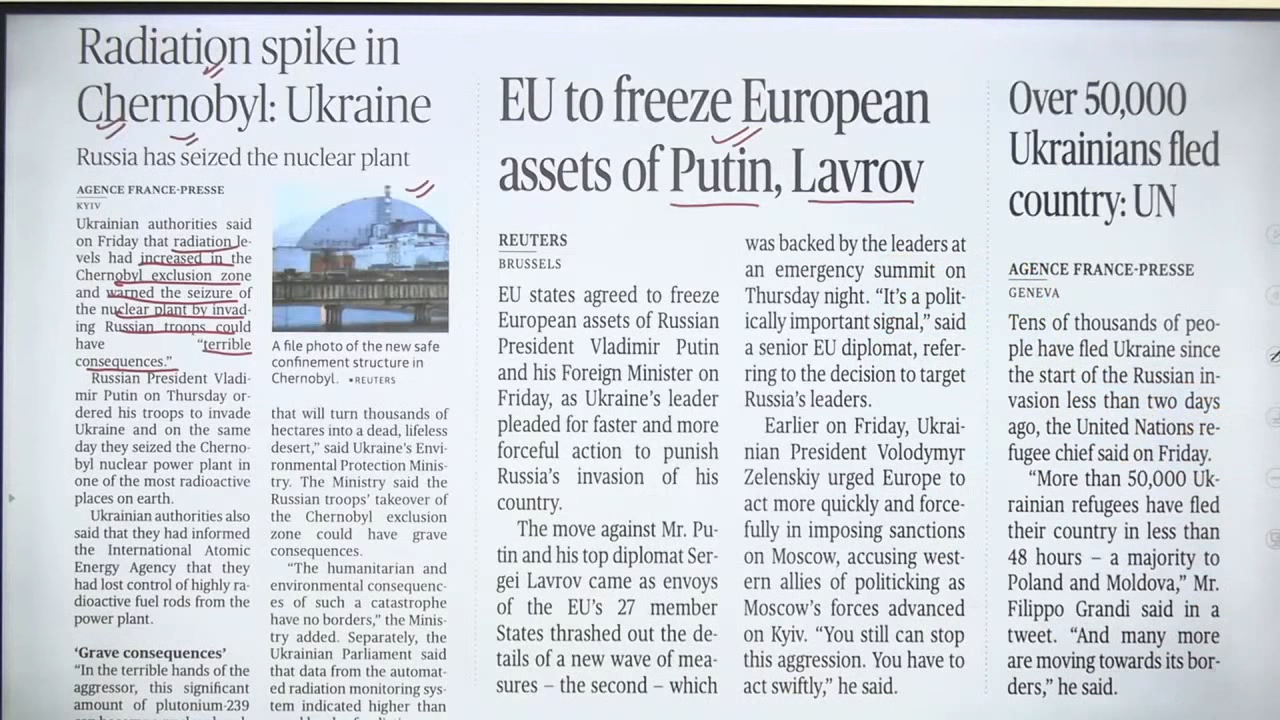 Radiation spike in
Chernobyl: Ukraine
Russia has seized the nuclear plant
AGENCE FRANCE-PRESSE
KYIV
Ukrainian authorities said
on Friday that radiation le-
vels had increased in the
Chernobyl exclusion zone
and warned the seizure of
the nuclear plant by invad-
ing Russian troops could
have “terrible
consequences.”
Russian President Vladi-
mir Putin on Thursday or-
dered his troops to invade
Ukraine and on the same
day they seized the Cherno-
byl nuclear power plant in
one of the most radioactive
places on earth.
Ukrainian authorities also
said that they had informed
the International Atomic
Energy Agency that they
had lost control of highly ra-
dioactive fuel rods from the
power plant.
‘Grave consequences’
“In the terrible hands of the
aggressor, this significant
amount of plutonium-239
A file photo of the new safe
confinement structure in
Chernobyl. •REUTERS
that will turn thousands of
hectares into a dead, lifeless
desert,” said Ukraine’s Envi-
ronmental Protection Minis-
try. The Ministry said the
Russian troops’ takeover of
the Chernobyl exclusion
zone could have grave
consequences.
“The humanitarian and
environmental consequenc-
es of such a catastrophe
have no borders,” the Minis-
try added. Separately, the
Ukrainian Parliament said
that data from the automat-
ed radiation monitoring sys-
tem indicated higher than
EU to freeze European
assets of Putin, Lavrov
REUTERS
BRUSSELS
EU states agreed to freeze
European assets of Russian
President Vladimir Putin
and his Foreign Minister on
Friday, as Ukraine’s leader
pleaded for faster and more
forceful action to punish
Russia’s invasion of his
country.
The move against Mr. Pu-
tin and his top diplomat Ser-
gei Lavrov came as envoys
of the EU’s 27 member
States thrashed out the de-
tails of a new wave of mea-
sures – the second – which
was backed by the leaders at
an emergency summit on
Thursday night. “It’s a polit-
ically important signal,” said
a senior EU diplomat, refer-
ring to the decision to target
Russia’s leaders.
Earlier on Friday, Ukrai-
nian President Volodymyr
Zelenskiy urged Europe to
act more quickly and force-
fully in imposing sanctions
on Moscow, accusing west-
ern allies of politicking as
Moscow’s forces advanced
on Kyiv. “You still can stop
this aggression. You have to
act swiftly,” he said.
Over 50,000
Ukrainians fled
country: UN
AGENCE FRANCE-PRESSE
GENEVA
Tens of thousands of peo-
ple have fled Ukraine since
the start of the Russian in-
vasion less than two days
ago, the United Nations re-
fugee chief said on Friday.
“More than 50,000 Uk-
rainian refugees have fled
their country in less than
48 hours – a majority to
Poland and Moldova,” Mr.
Filippo Grandi said in a
tweet. “And many more
are moving towards its bor-
ders,” he said.